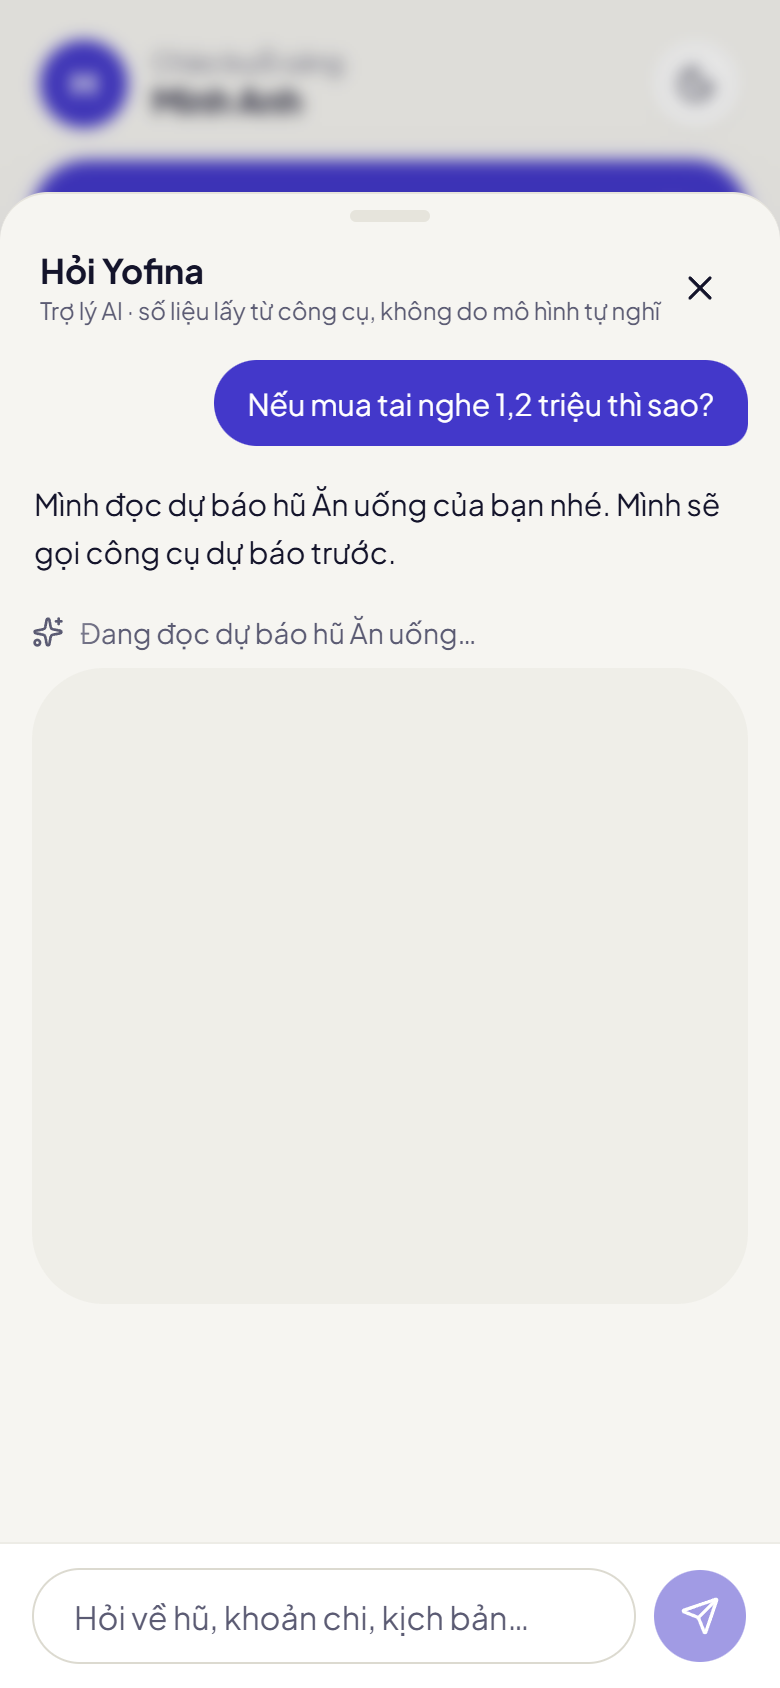 Minh Anh
Hỏi Yofina
Trợ lý AI · số liệu lấy từ công cụ, không do mô hình tự nghĩ
Nếu mua tai nghe 1,2 triệu thì sao?
Mình đọc dự báo hũ Ăn uống của bạn nhé. Mình sẽ
gọi công cụ dự báo trước.
Đang đọc dự báo hũ Ăn uống...
Hỏi về hũ, khoản chi, kịch bản...